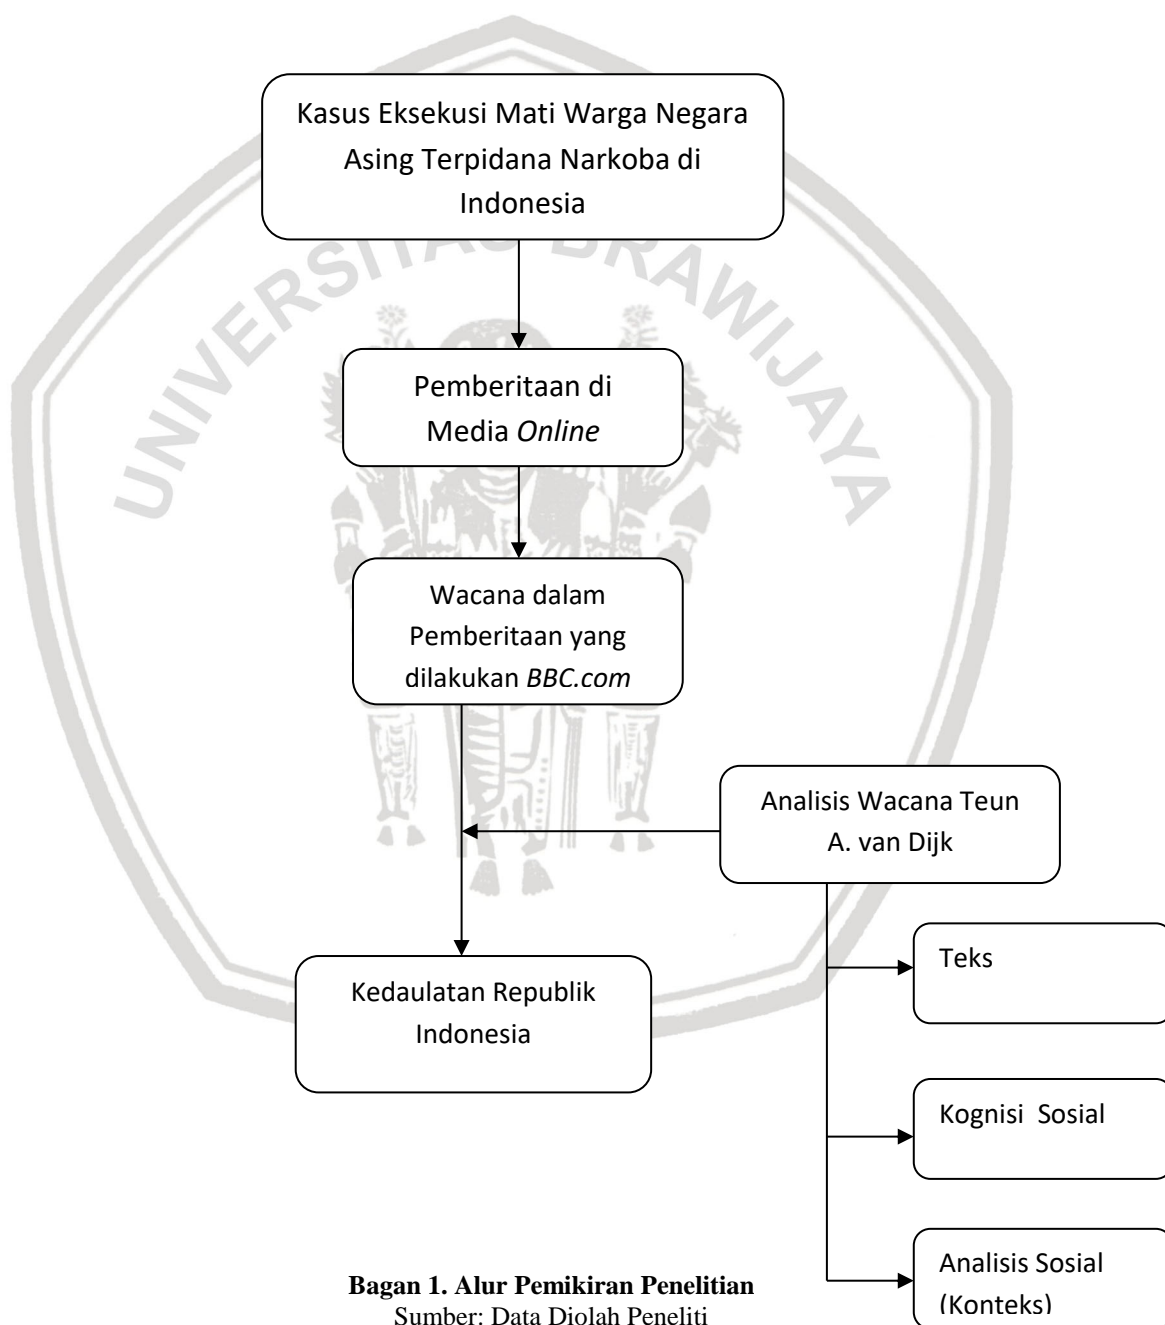 Kasus Eksekusi Mati Warga Negara
Asing Terpidana Narkoba di
Indonesia
UNIVERSITAS BRAWIJAYA
Pemberitaan di
Media Online
Wacana dalam
Pemberitaan yang
dilakukan BBC.com
Analisis Wacana Teun
A. van Dijk
Teks
Kedaulatan Republik
Indonesia
Kognisi Sosial
Analisis Sosial
(Konteks)
Bagan 1. Alur Pemikiran Penelitian
Sumber: Data Diolah Peneliti